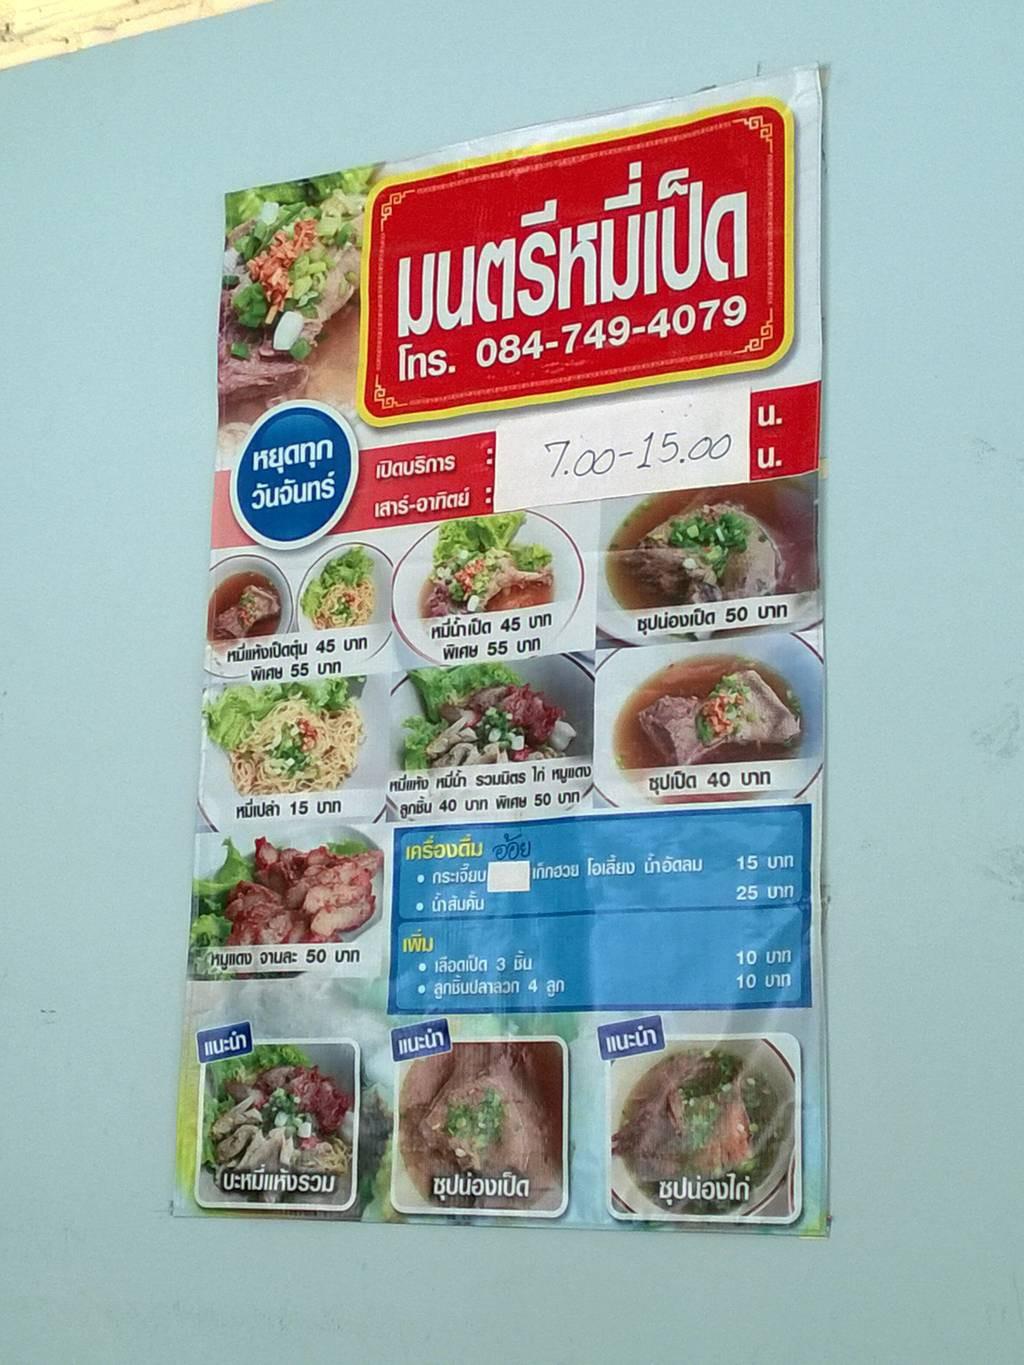 มนตรีหมี่เป็ด
โทร. 084-749-4079
หยุดทุก
วันจันทร์
เปิดบริการ :
เสาร์-อาทิตย์ :
7.00-15.00
น.
น.
หมี่แห้งเป็ดตุ๋น 45 บาท
พิเศษ 55 บาท
หมี่น้ำเป็ด 45 บาท
พิเศษ 55 บาท
ซุปน่องเป็ด 50 บาท
หมี่เปล่า 15 บาท
หมี่แห้ง หมี่น้ำ รวมมิตร ไก่ หมูแดง
ลูกชิ้น 40 บาท พิเศษ 50 บาท
ซุปเป็ด 40 บาท
หมูแดง จานละ 50 บาท
เครื่องดื่ม อ้อย
• กระเจี๊ยบ เก็กฮวย โอเลี้ยง น้ำอัดลม 15 บาท
• น้ำส้มคั้น 25 บาท
เพิ่ม
• เลือดเป็ด 3 ชิ้น 10 บาท
• ลูกชิ้นปลาลวก 4 ลูก 10 บาท
แนะนำ
บะหมี่แห้งรวม
แนะนำ
ซุปน่องเป็ด
แนะนำ
ซุปน่องไก่